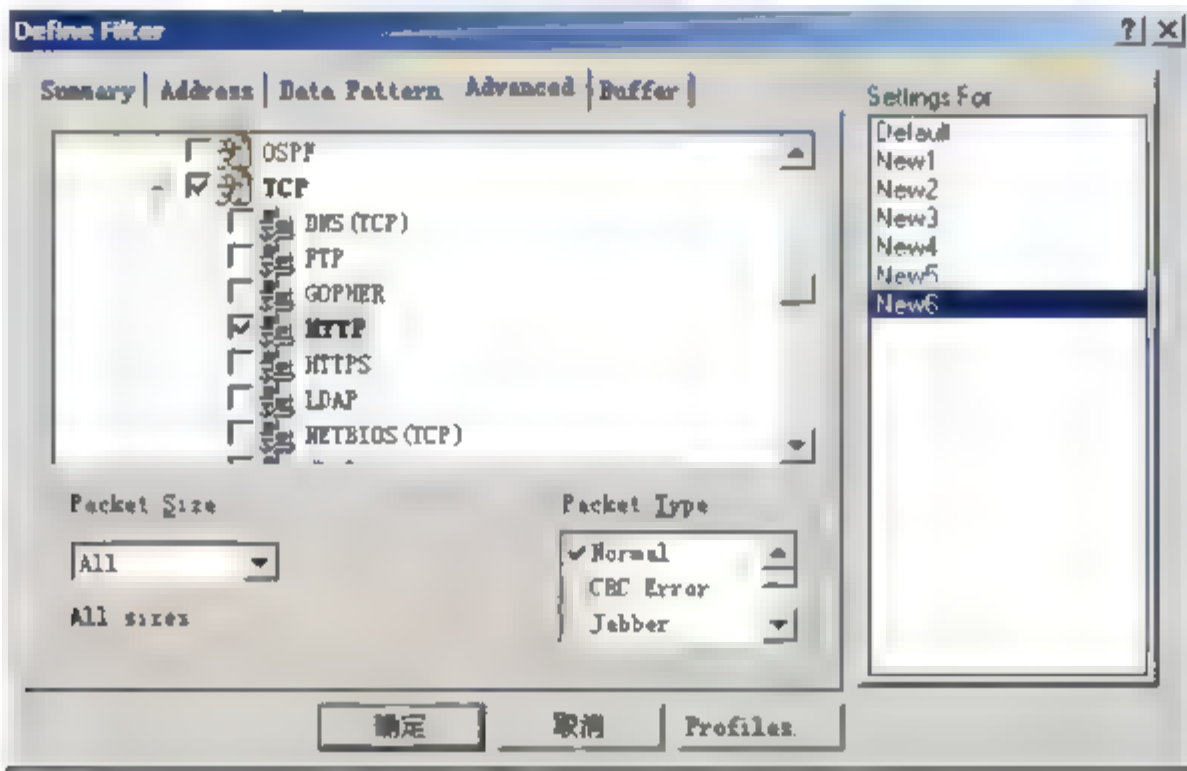 Define Filter
Summary Address Data Pattern Advanced Buffer
Settings For
OSPF
TCP
DNS (TCP)
FTP
GOPHER
HTTP
HTTPS
LDAP
NETBIOS (TCP)
Packet Size
All
All sizes
Packet Type
Normal
CRC Error
Jabber
Default
New1
New2
New3
New4
New5
New6
确定 取消 Profiles.